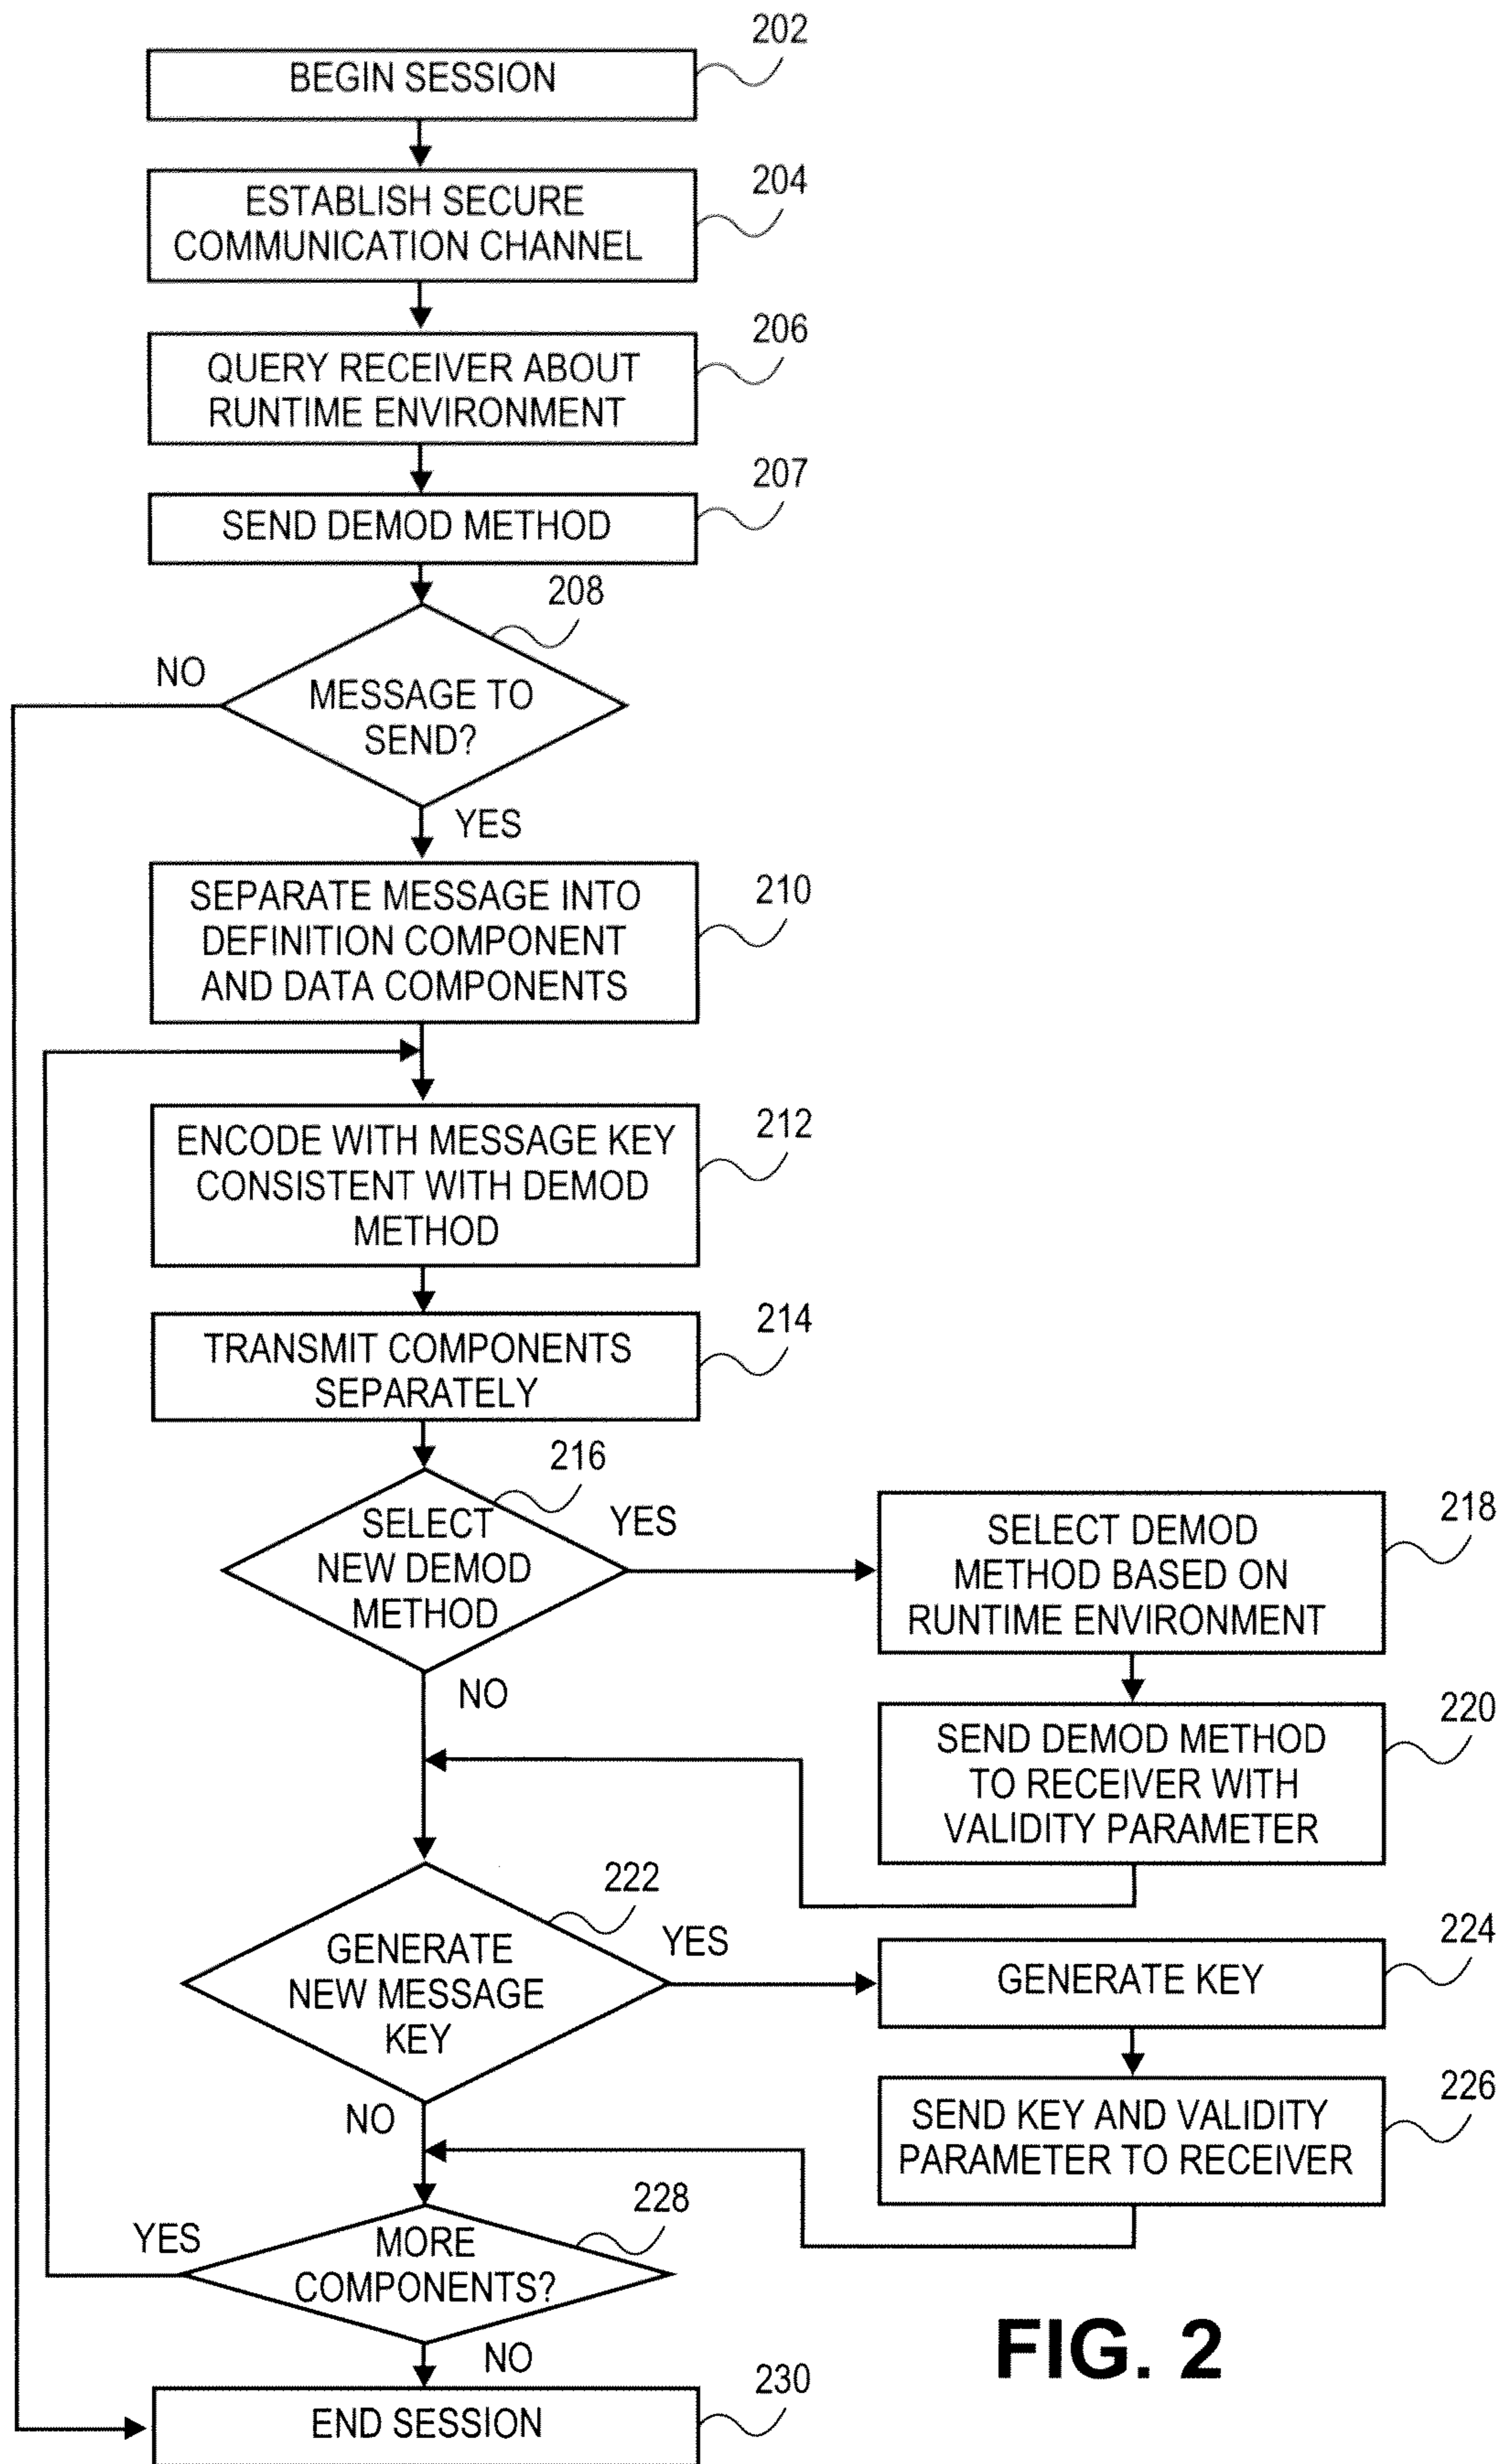 202
BEGIN SESSION
204
ESTABLISH SECURE
COMMUNICATION CHANNEL
206
QUERY RECEIVER ABOUT
RUNTIME ENVIRONMENT
207
SEND DEMOD METHOD
208
NO
MESSAGE TO
SEND?
YES
210
SEPARATE MESSAGE INTO
DEFINITION COMPONENT
AND DATA COMPONENTS
212
ENCODE WITH MESSAGE KEY
CONSISTENT WITH DEMOD
METHOD
214
TRANSMIT COMPONENTS
SEPARATELY
216
SELECT
NEW DEMOD
METHOD
YES
218
SELECT DEMOD
METHOD BASED ON
RUNTIME ENVIRONMENT
NO
220
SEND DEMOD METHOD
TO RECEIVER WITH
VALIDITY PARAMETER
222
GENERATE
NEW MESSAGE
KEY
YES
224
GENERATE KEY
NO
226
SEND KEY AND VALIDITY
PARAMETER TO RECEIVER
228
YES
MORE
COMPONENTS?
NO
230
END SESSION
FIG. 2